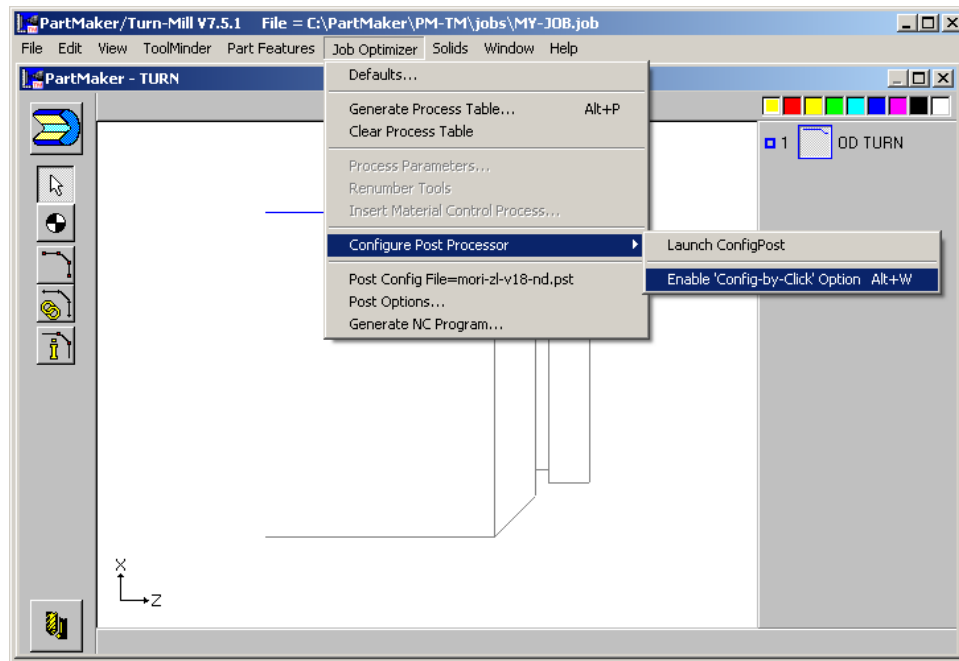 PartMaker/Turn-Mill V7.5.1 File = C:\PartMaker\PM-TM\jobs\MY-JOB.job
File Edit View ToolMinder Part Features Job Optimizer Solids Window Help
PartMaker - TURN
Defaults...
Generate Process Table... Alt+P
Clear Process Table
Process Parameters...
Renumber Tools
Insert Material Control Process...
Configure Post Processor
Post Config File=mori-zl-v18-nd.pst
Post Options...
Generate NC Program...
Launch ConfigPost
Enable 'Config-by-Click' Option Alt+W
1 OD TURN
X
Z